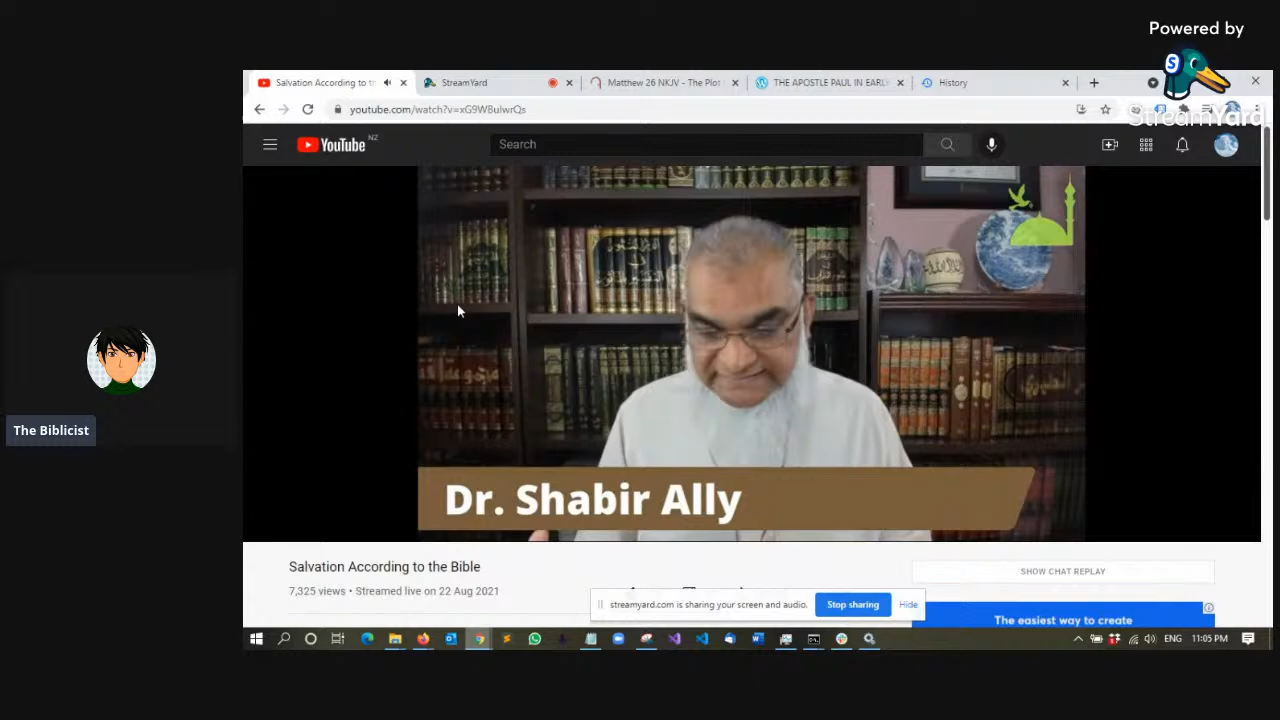 Powered by
StreamYard
Salvation According to th
StreamYard
Matthew 26 NKJV - The Plot
THE APOSTLE PAUL IN EARLY
History
youtube.com/watch?v=xG9WBulwrQs
YouTube NZ
Search
Dr. Shabir Ally
The Biblicist
Salvation According to the Bible
7,325 views • Streamed live on 22 Aug 2021
SHOW CHAT REPLAY
streamyard.com is sharing your screen and audio.
Stop sharing
Hide
The easiest way to create
ENG
11:05 PM